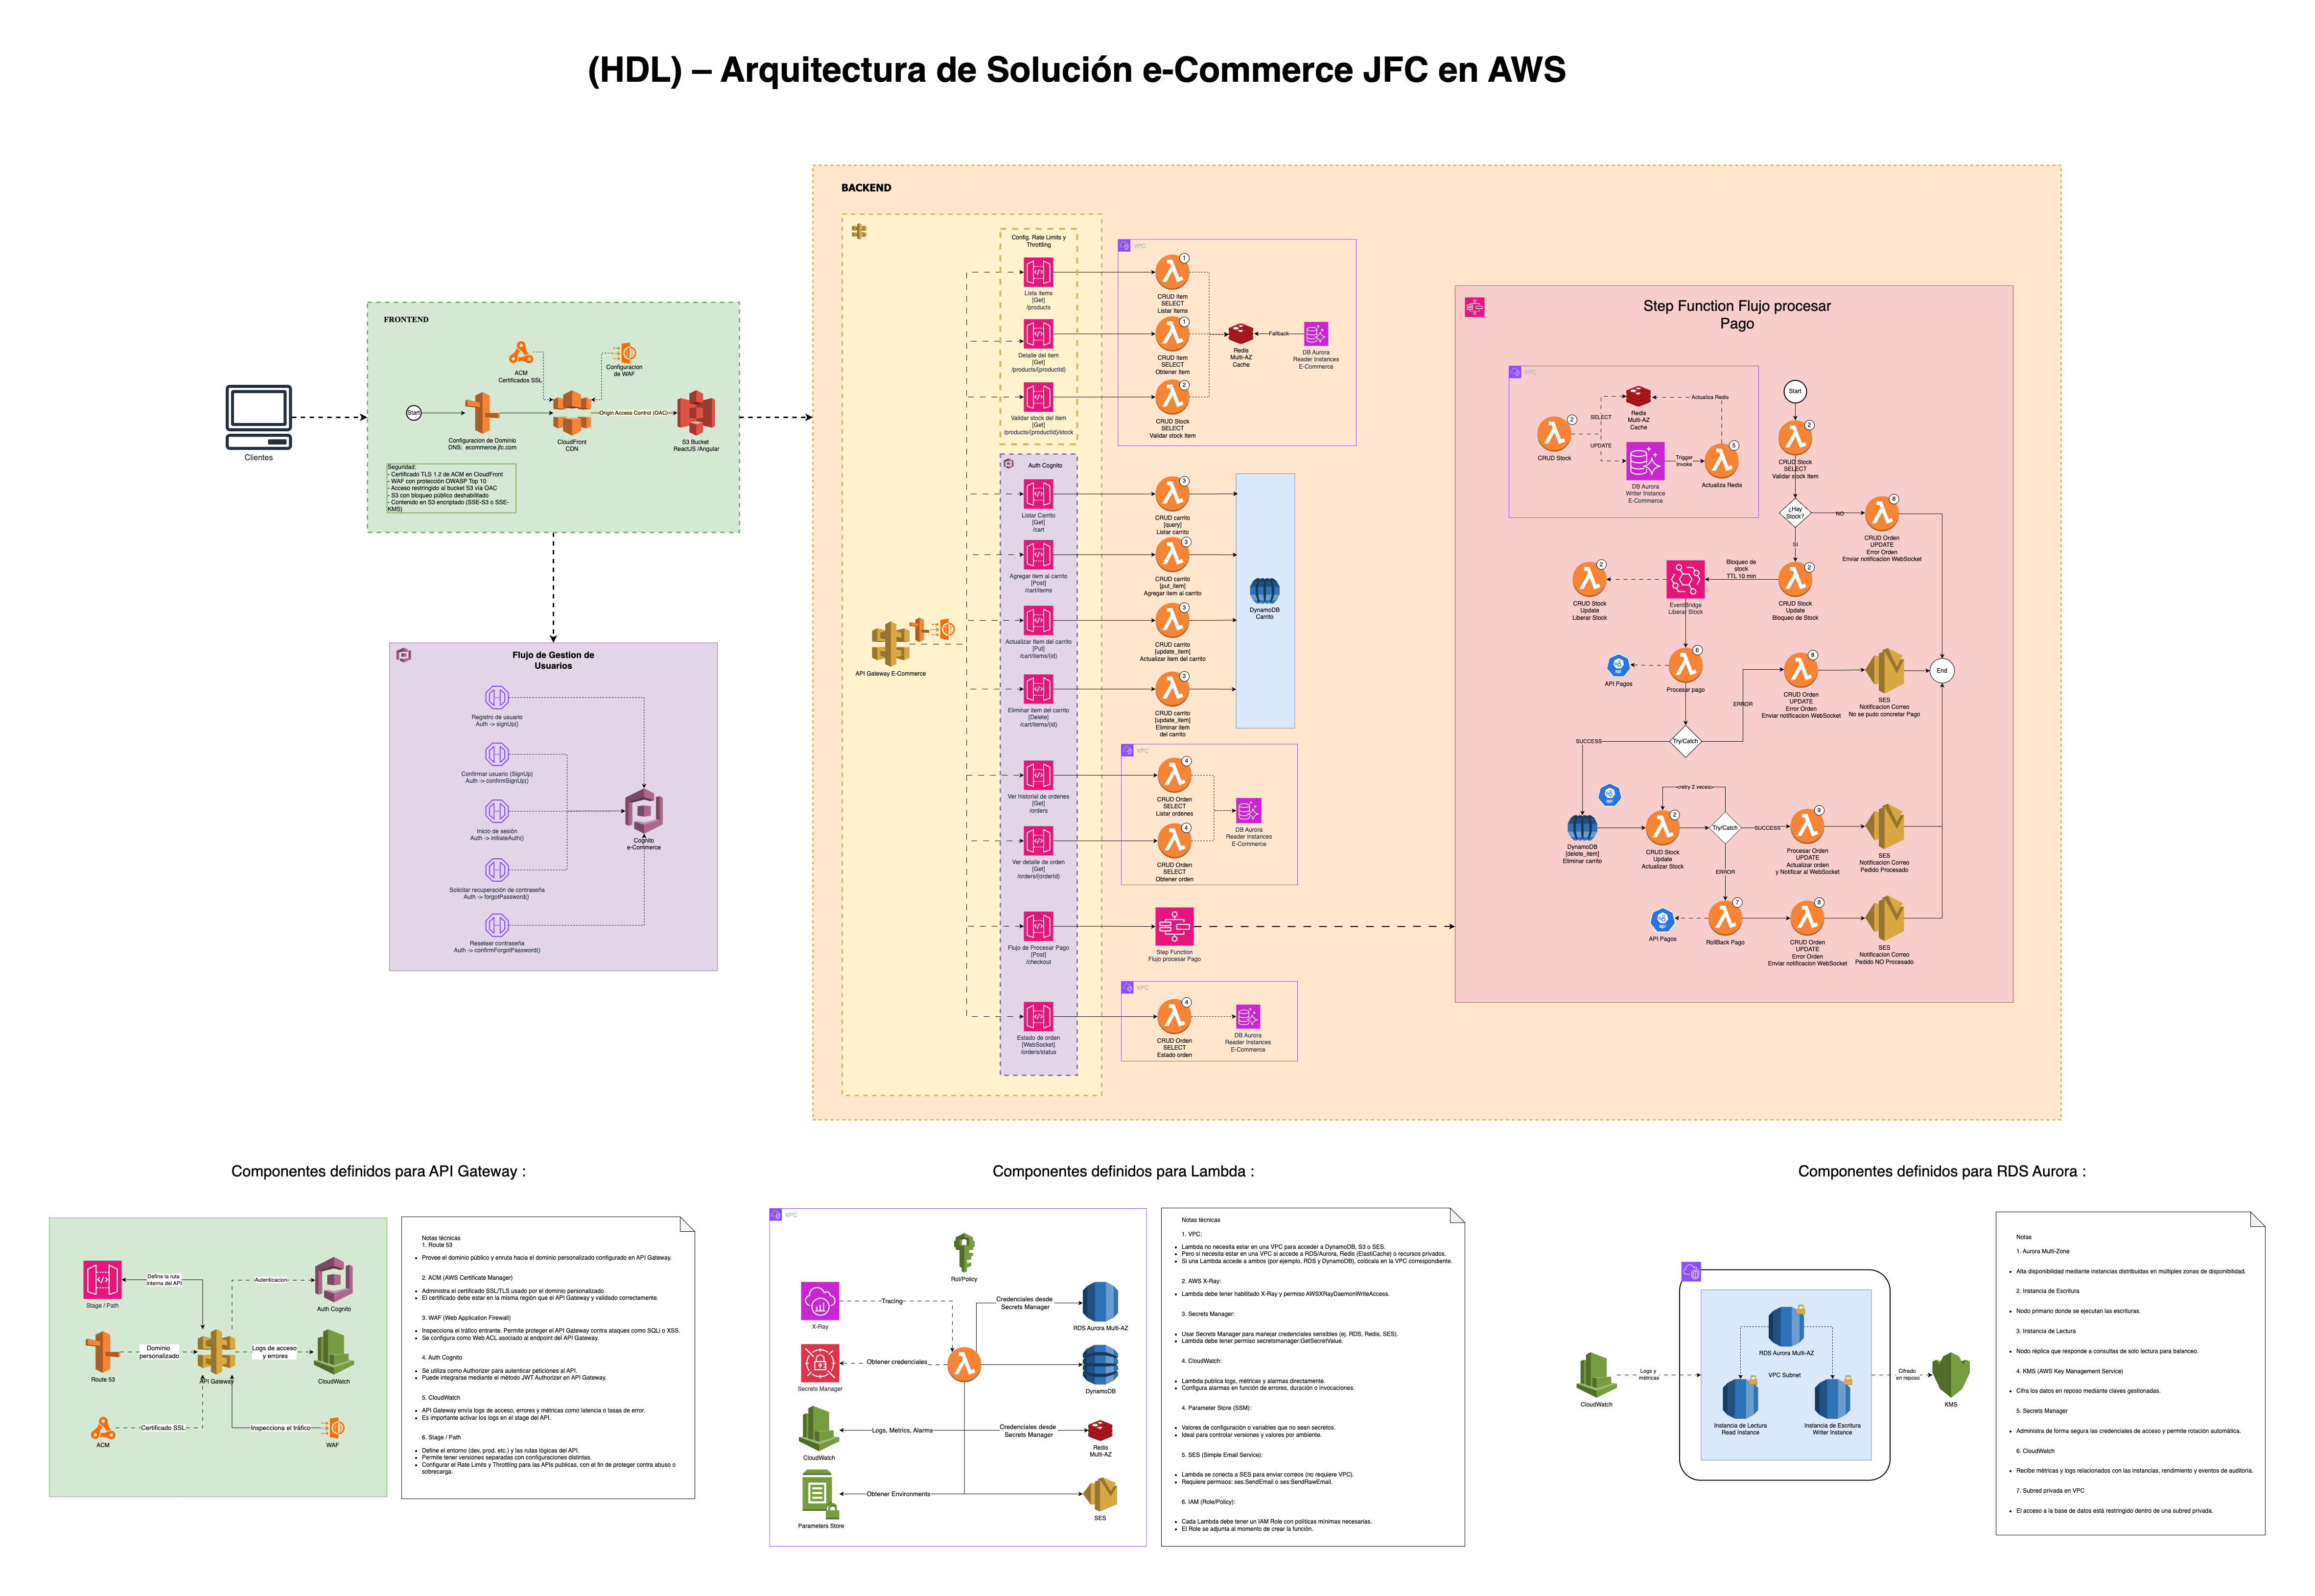 (HDL) – Arquitectura de Solución e-Commerce JFC en AWS
Clientes
FRONTEND
ACM
Certificados SSL
Configuracion
de WAF
Start
Origin Access Control (OAC)
Configuracion de Dominio
DNS: ecommerce.jfc.com
CloudFront
CDN
S3 Bucket
ReactJS /Angular
Seguridad:
- Certificado TLS 1.2 de ACM en CloudFront
- WAF con protección OWASP Top 10
- Acceso restringido al bucket S3 vía OAC
- S3 con bloqueo público deshabilitado
- Contenido en S3 encriptado (SSE-S3 o SSE-
KMS)
Flujo de Gestion de
Usuarios
Registro de usuario
Auth -> signUp()
Confirmar usuario (SignUp)
Auth -> confirmSignUp()
Inicio de sesión
Auth -> initiateAuth()
Solicitar recuperación de contraseña
Auth -> forgotPassword()
Resetear contraseña
Auth -> confirmForgotPassword()
Cognito
e-Commerce
BACKEND
API Gateway E-Commerce
Config. Rate Limits y
Throttling
Lista items
[Get]
/products
Detalle del item
[Get]
/products/{productId}
Validar stock del item
[Get]
/products/{productId}/stock
Auth Cognito
Listar Carrito
[Get]
/cart
Agregar item al carrito
[Post]
/cart/items
Actualizar item del carrito
[Put]
/cart/items/{id}
Eliminar item del carrito
[Delete]
/cart/items/{id}
Ver historial de ordenes
[Get]
/orders
Ver detalle de orden
[Get]
/orders/{orderId}
Flujo de Procesar Pago
[Post]
/checkout
Estado de orden
[WebSocket]
/orders/status
VPC
1
CRUD Item
SELECT
Listar Items
1
CRUD Item
SELECT
Obtener Item
2
CRUD Stock
SELECT
Validar stock Item
Redis
Multi-AZ
Cache
Fallback
DB Aurora
Reader Instances
E-Commerce
3
CRUD carrito
[query]
Listar carrito
3
CRUD carrito
[put_item]
Agregar item al carrito
3
CRUD carrito
[update_item]
Actualizar item del carrito
3
CRUD carrito
[update_item]
Eliminar item
del carrito
DynamoDB
Carrito
VPC
4
CRUD Orden
SELECT
Listar ordenes
4
CRUD Orden
SELECT
Obtener orden
DB Aurora
Reader Instances
E-Commerce
Step Function
Flujo procesar Pago
VPC
4
CRUD Orden
SELECT
Estado orden
DB Aurora
Reader Instances
E-Commerce
Step Function Flujo procesar
Pago
VPC
2
CRUD Stock
SELECT
UPDATE
Redis
Multi-AZ
Cache
Actualiza Redis
DB Aurora
Writer Instance
E-Commerce
Trigger
Invoke
5
Actualiza Redis
Start
2
CRUD Stock
SELECT
Validar stock Item
¿Hay
Stock?
NO
8
CRUD Orden
UPDATE
Error Orden
Enviar notificacion WebSocket
SI
2
CRUD Stock
Update
Bloqueo de Stock
Bloqueo de
stock
TTL 10 min
EventBridge
Liberar Stock
2
CRUD Stock
Update
Liberar Stock
6
Procesar pago
api
API Pagos
Try/Catch
ERROR
8
CRUD Orden
UPDATE
Error Orden
Enviar notificacion WebSocket
SES
Notificacion Correo
No se pudo concretar Pago
End
SUCCESS
api
DynamoDB
[delete_item]
Eliminar carrito
<retry 2 veces>
2
CRUD Stock
Update
Actualizar Stock
Try/Catch
SUCCESS
9
Procesar Orden
UPDATE
Actualizar orden
y Notificar al WebSocket
SES
Notificacion Correo
Pedido Procesado
ERROR
api
API Pagos
7
RollBack Pago
8
CRUD Orden
UPDATE
Error Orden
Enviar notificacion WebSocket
SES
Notificacion Correo
Pedido NO Procesado
Componentes definidos para API Gateway :
Stage / Path
Define la ruta
interna del API
Autenticacion
Auth Cognito
Route 53
Dominio
personalizado
API Gateway
Logs de acceso
y errores
CloudWatch
ACM
Certificado SSL
Inspecciona el tráfico
WAF
Notas técnicas
1. Route 53
• Provee el dominio público y enruta hacia el dominio personalizado configurado en API Gateway.
2. ACM (AWS Certificate Manager)
• Administra el certificado SSL/TLS usado por el dominio personalizado.
• El certificado debe estar en la misma región que el API Gateway y validado correctamente.
3. WAF (Web Application Firewall)
• Inspecciona el tráfico entrante. Permite proteger el API Gateway contra ataques como SQLi o XSS.
• Se configura como Web ACL asociado al endpoint del API Gateway.
4. Auth Cognito
• Se utiliza como Authorizer para autenticar peticiones al API.
• Puede integrarse mediante el método JWT Authorizer en API Gateway.
5. CloudWatch
• API Gateway envía logs de acceso, errores y métricas como latencia o tasas de error.
• Es importante activar los logs en el stage del API.
6. Stage / Path
• Define el entorno (dev, prod, etc.) y las rutas lógicas del API.
• Permite tener versiones separadas con configuraciones distintas.
• Configurar el Rate Limits y Throttling para las APIs publicas, con el fin de proteger contra abuso o
sobrecarga.
Componentes definidos para Lambda :
VPC
Rol/Policy
X-Ray
Tracing
Credenciales desde
Secrets Manager
RDS Aurora Multi-AZ
Secrets Manager
Obtener credenciales
DynamoDB
CloudWatch
Logs, Metrics, Alarms
Credenciales desde
Secrets Manager
Redis
Multi-AZ
Parameters Store
Obtener Environments
SES
Notas técnicas
1. VPC:
• Lambda no necesita estar en una VPC para acceder a DynamoDB, S3 o SES.
• Pero sí necesita estar en una VPC si accede a RDS/Aurora, Redis (ElastiCache) o recursos privados.
• Si una Lambda accede a ambos (por ejemplo, RDS y DynamoDB), colócala en la VPC correspondiente.
2. AWS X-Ray:
• Lambda debe tener habilitado X-Ray y permiso AWSXRayDaemonWriteAccess.
3. Secrets Manager:
• Usar Secrets Manager para manejar credenciales sensibles (ej. RDS, Redis, SES).
• Lambda debe tener permiso secretsmanager:GetSecretValue.
4. CloudWatch:
• Lambda publica logs, métricas y alarmas directamente.
• Configura alarmas en función de errores, duración o invocaciones.
4. Parameter Store (SSM):
• Valores de configuración o variables que no sean secretos.
• Ideal para controlar versiones y valores por ambiente.
5. SES (Simple Email Service):
• Lambda se conecta a SES para enviar correos (no requiere VPC).
• Requiere permisos: ses:SendEmail o ses:SendRawEmail.
6. IAM (Role/Policy):
• Cada Lambda debe tener un IAM Role con políticas mínimas necesarias.
• El Role se adjunta al momento de crear la función.
Componentes definidos para RDS Aurora :
CloudWatch
Logs y
métricas
RDS Aurora Multi-AZ
VPC Subnet
Instancia de Lectura
Read Instance
Instancia de Escritura
Writer Instance
Cifrado
en reposo
KMS
Notas
1. Aurora Multi-Zone
• Alta disponibilidad mediante instancias distribuidas en múltiples zonas de disponibilidad.
2. Instancia de Escritura
• Nodo primario donde se ejecutan las escrituras.
3. Instancia de Lectura
• Nodo réplica que responde a consultas de solo lectura para balanceo.
4. KMS (AWS Key Management Service)
• Cifra los datos en reposo mediante claves gestionadas.
5. Secrets Manager
• Administra de forma segura las credenciales de acceso y permite rotación automática.
6. CloudWatch
• Recibe métricas y logs relacionados con las instancias, rendimiento y eventos de auditoría.
7. Subred privada en VPC
• El acceso a la base de datos está restringido dentro de una subred privada.